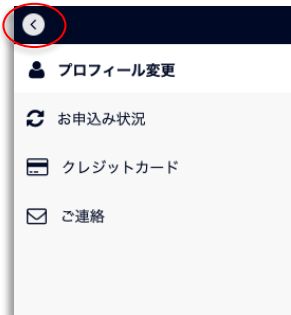 プロフィール変更
お申込み状況
クレジットカード
ご連絡